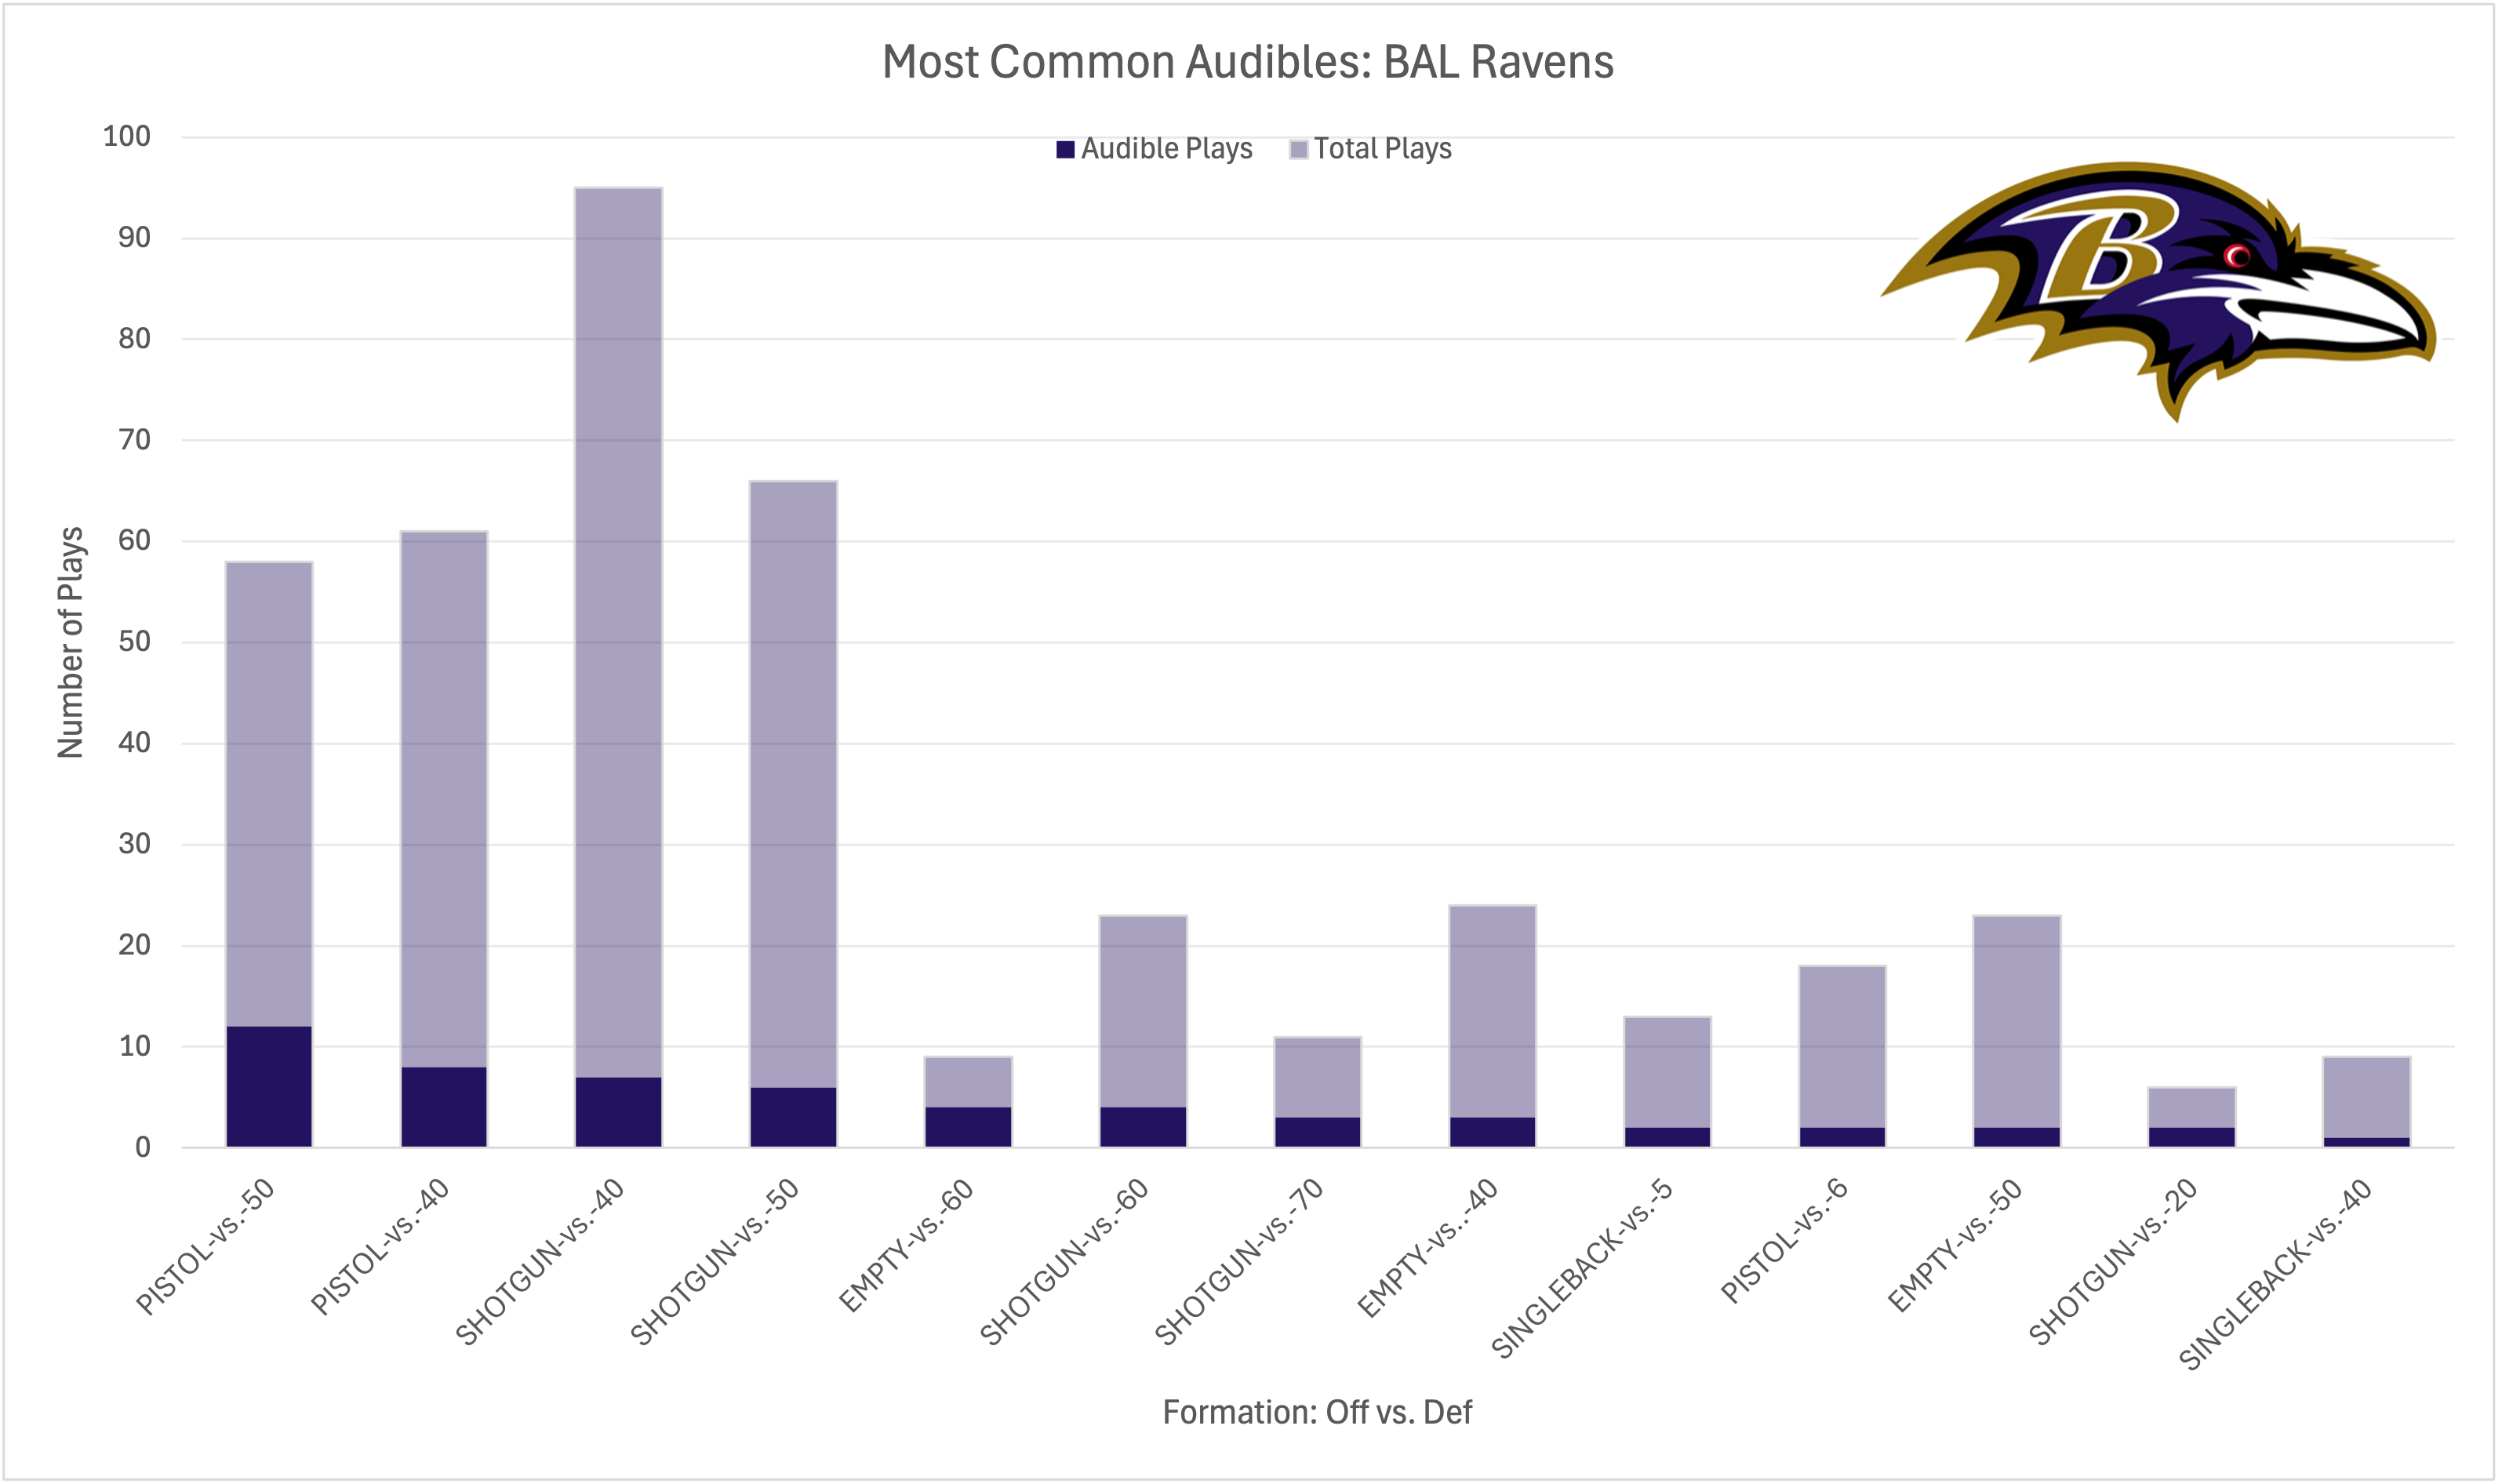 Most Common Audibles: BAL Ravens
Audible Plays
Total Plays
B
Number of Plays
100
90
80
70
60
50
40
30
20
10
0
PISTOL-vs.-50
PISTOL-vs.-40
SHOTGUN-vs.-40
SHOTGUN-vs.-50
EMPTY-vs.-60
SHOTGUN-vs.-60
SHOTGUN-vs.-70
EMPTY-vs.-40
SINGLEBACK-vs.-5
PISTOL-vs.-6
EMPTY-vs.-50
SHOTGUN-vs.-20
SINGLEBACK-vs.-40
Formation: Off vs. Def